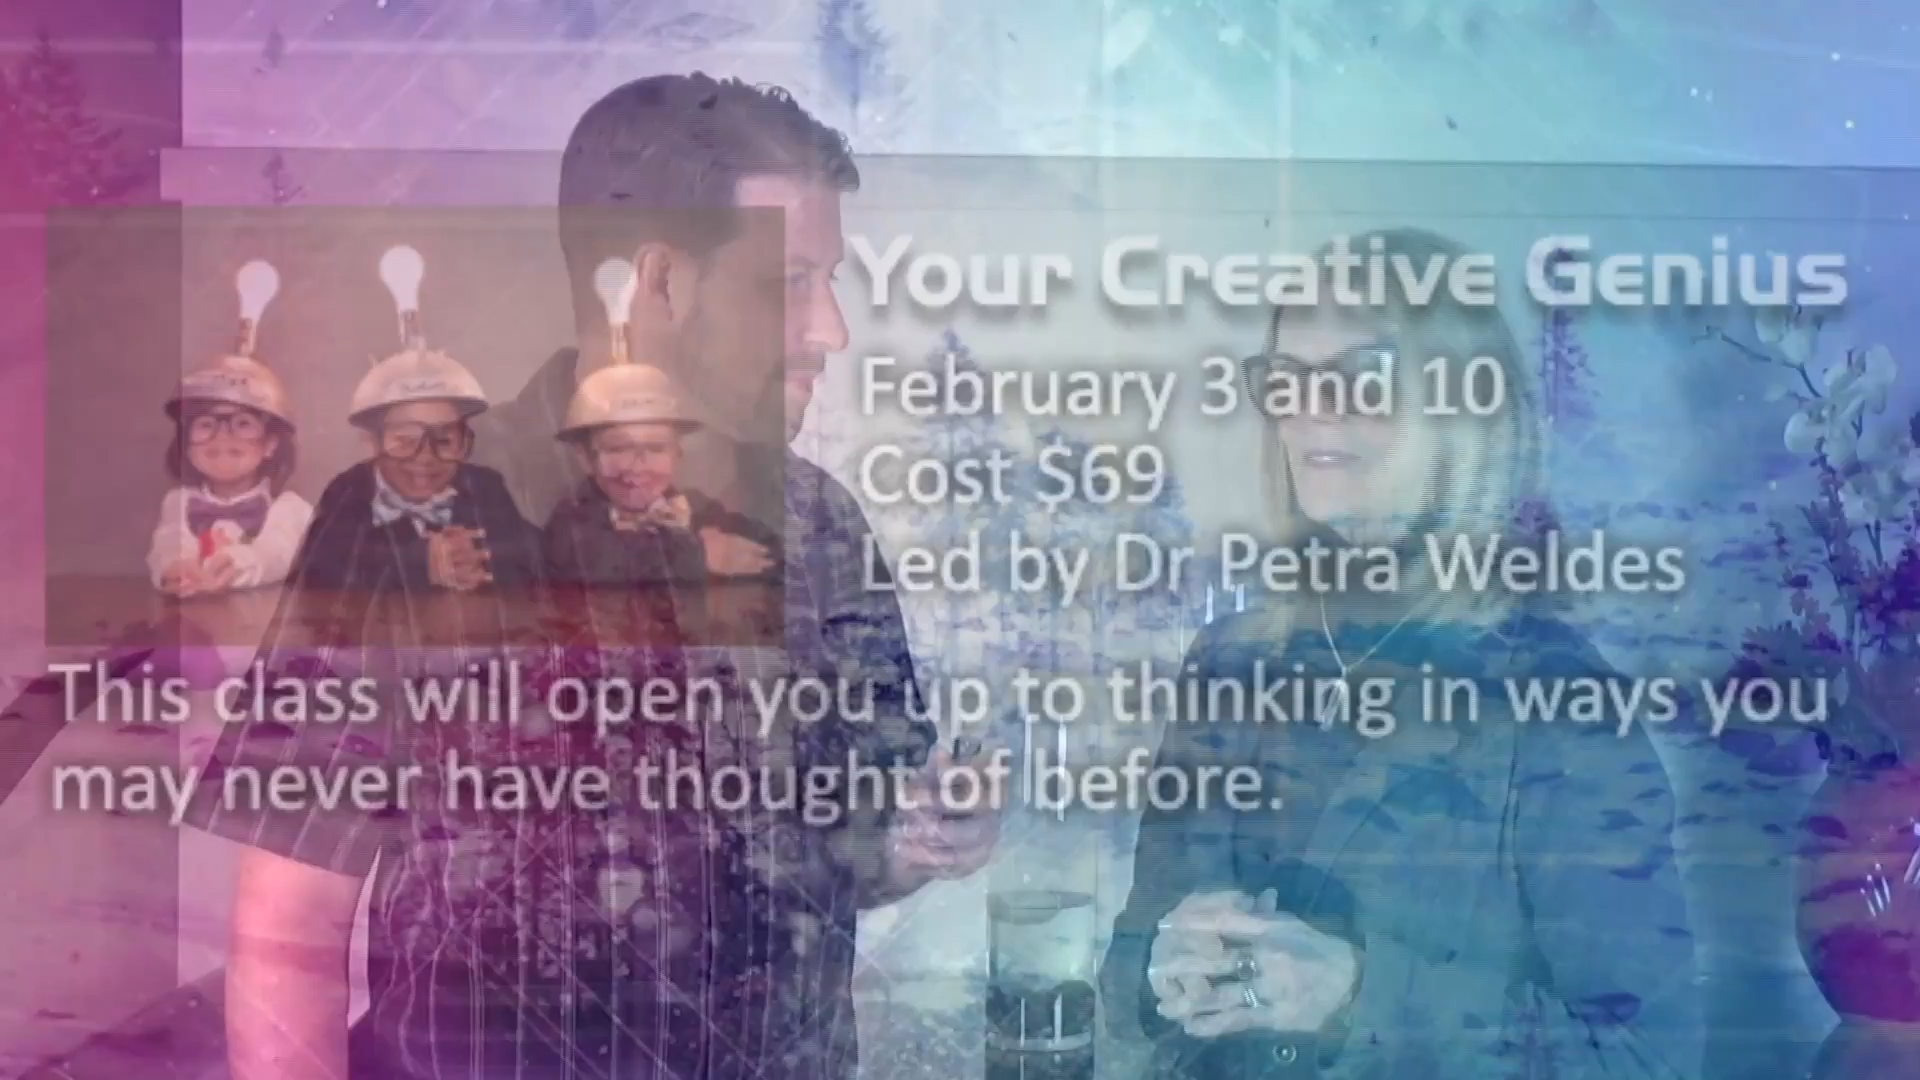 Your Creative Genius
February 3 and 10
Cost $69
Led by Dr Petra Weldes
This class will open you up to thinking in ways you
may never have thought of before.